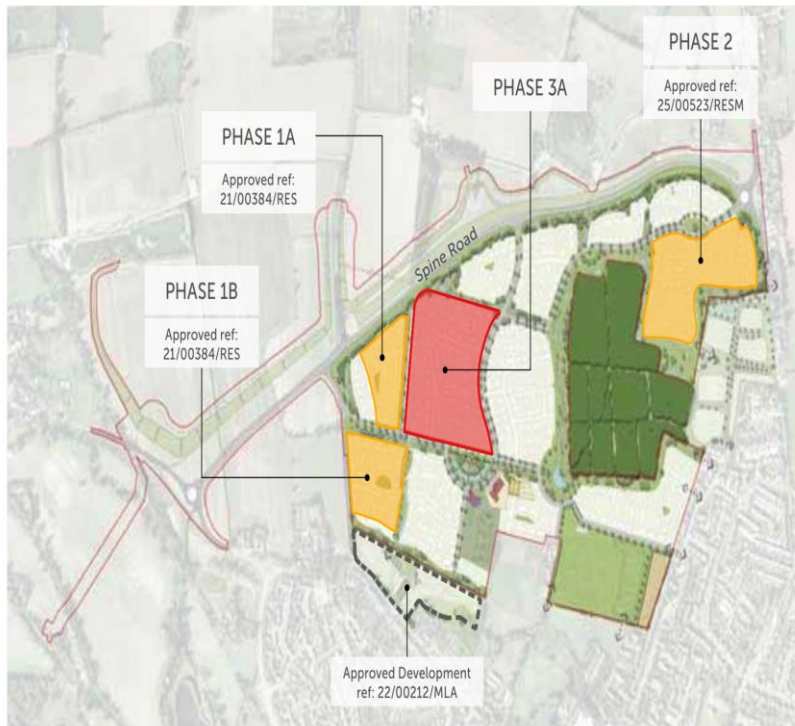 PHASE 2
Approved ref:
25/00523/RESM
PHASE 3A
PHASE 1A
Approved ref:
21/00384/RES
Spine Road
PHASE 1B
Approved ref:
21/00384/RES
Approved Development
ref: 22/00212/MLA